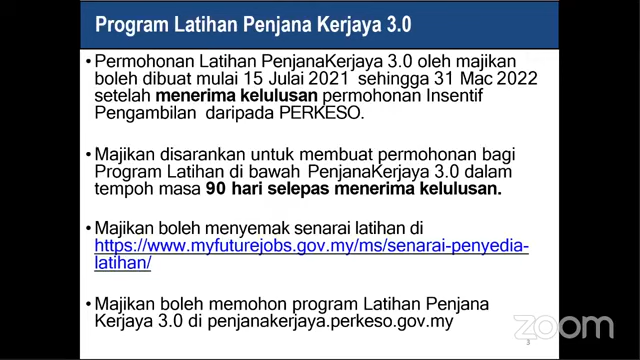 Program Latihan Penjana Kerjaya 3.0
•Permohonan Latihan PenjanaKerjaya 3.0 oleh majikan
boleh dibuat mulai 15 Julai 2021 sehingga 31 Mac 2022
setelah menerima kelulusan permohonan Insentif
Pengambilan daripada PERKESO.
•Majikan disarankan untuk membuat permohonan bagi
Program Latihan di bawah PenjanaKerjaya 3.0 dalam
tempoh masa 90 hari selepas menerima kelulusan.
•Majikan boleh menyemak senarai latihan di
https://www.myfuturejobs.gov.my/ms/senarai-penyedia-
latihan/
•Majikan boleh memohon program Latihan Penjana
Kerjaya 3.0 di penjanakerjaya.perkeso.gov.my
zoom
3